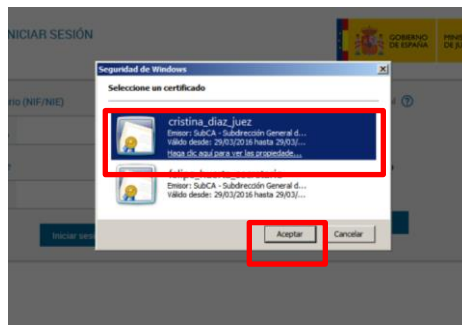 INICIAR SESIÓN
GOBIERNO
DE ESPAÑA
Seguridad de Windows
Seleccione un certificado
(NIF/NIE)
cristina_diaz_juez
Emisor: SubCA - Subdirección General d...
Válido desde: 29/03/2016 hasta 29/03/...
Haga clic aquí para ver las propiedade...
Emisor: SubCA - Subdirección General d...
Válido desde: 29/03/2016 hasta 29/03/...
Iniciar
Aceptar
Cancelar